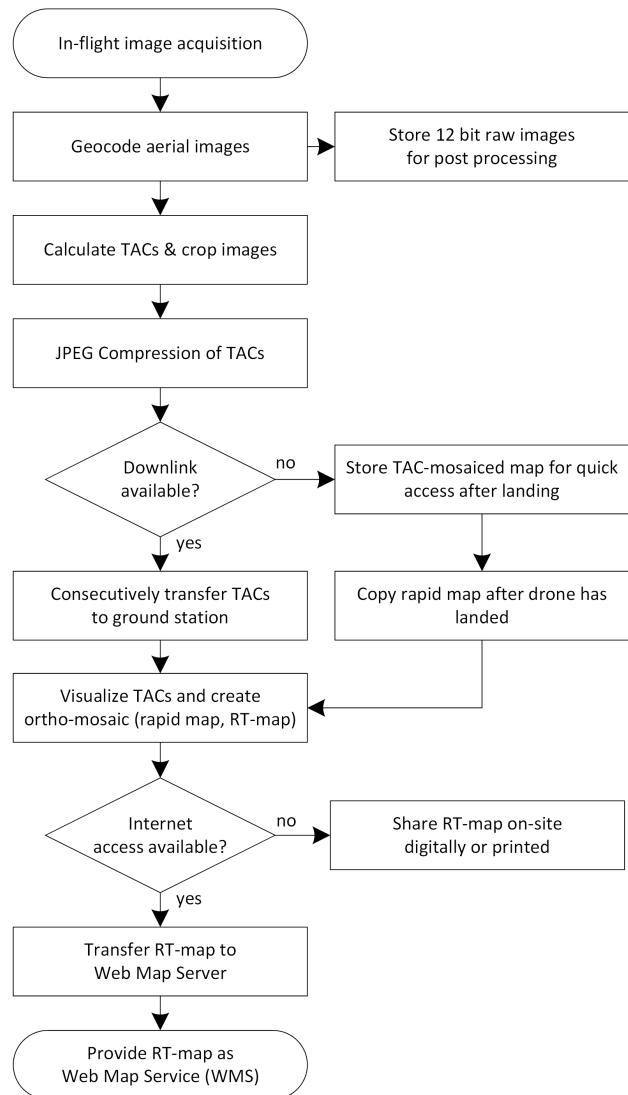 In-flight image acquisition
Geocode aerial images
Store 12 bit raw images
for post processing
Calculate TACs & crop images
JPEG Compression of TACs
Downlink
available?
no
Store TAC-mosaiced map for quick
access after landing
yes
Consecutively transfer TACs
to ground station
Copy rapid map after drone has
landed
Visualize TACs and create
ortho-mosaic (rapid map, RT-map)
Internet
access available?
no
Share RT-map on-site
digitally or printed
yes
Transfer RT-map to
Web Map Server
Provide RT-map as
Web Map Service (WMS)